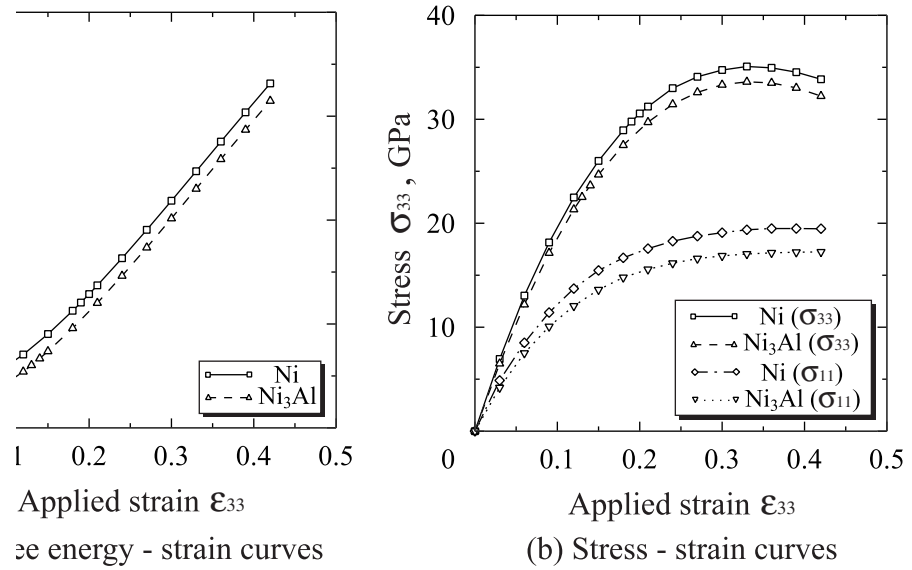 Ni
Ni₃Al
0.2 0.3 0.4 0.5
Applied strain ε₃₃
ee energy - strain curves
40
30
20
10
0
Stress σ₃₃ , GPa
Ni (σ₃₃)
Ni₃Al (σ₃₃)
Ni (σ₁₁)
Ni₃Al (σ₁₁)
0.1 0.2 0.3 0.4 0.5
Applied strain ε₃₃
(b) Stress - strain curves